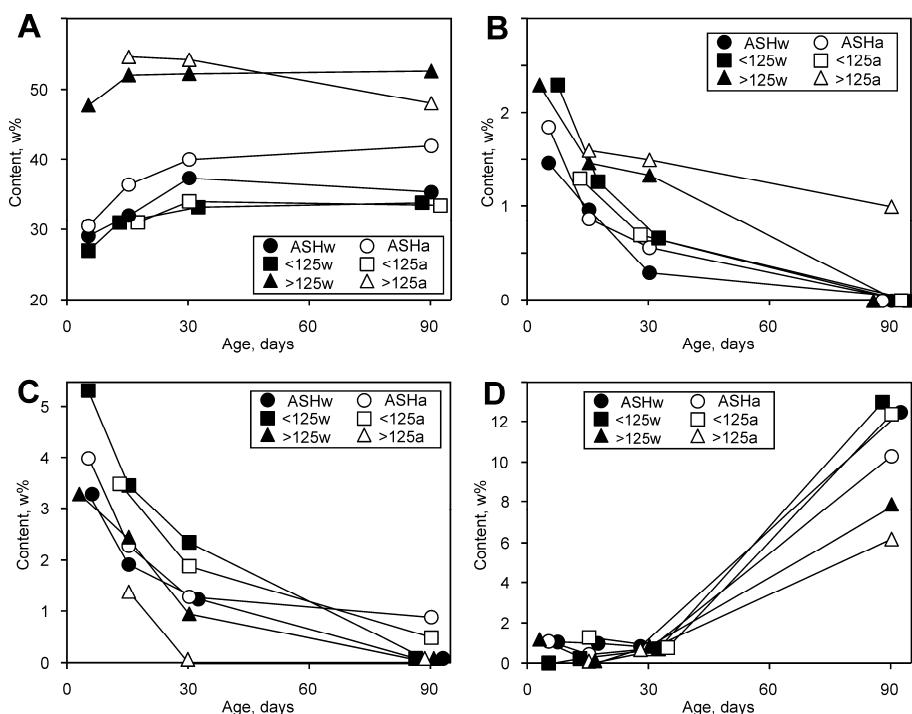 A
Content, w%
50
40
30
20
ASHw ASHa
<125w <125a
>125w >125a
0 30 60 90
Age, days
B
Content, w%
2
1
0
ASHw ASHa
<125w <125a
>125w >125a
0 30 60 90
Age, days
C
Content, w%
5
4
3
2
1
0
ASHw ASHa
<125w <125a
>125w >125a
0 30 60 90
Age, days
D
Content, w%
12
10
8
6
4
2
0
ASHw ASHa
<125w <125a
>125w >125a
0 30 60 90
Age, days